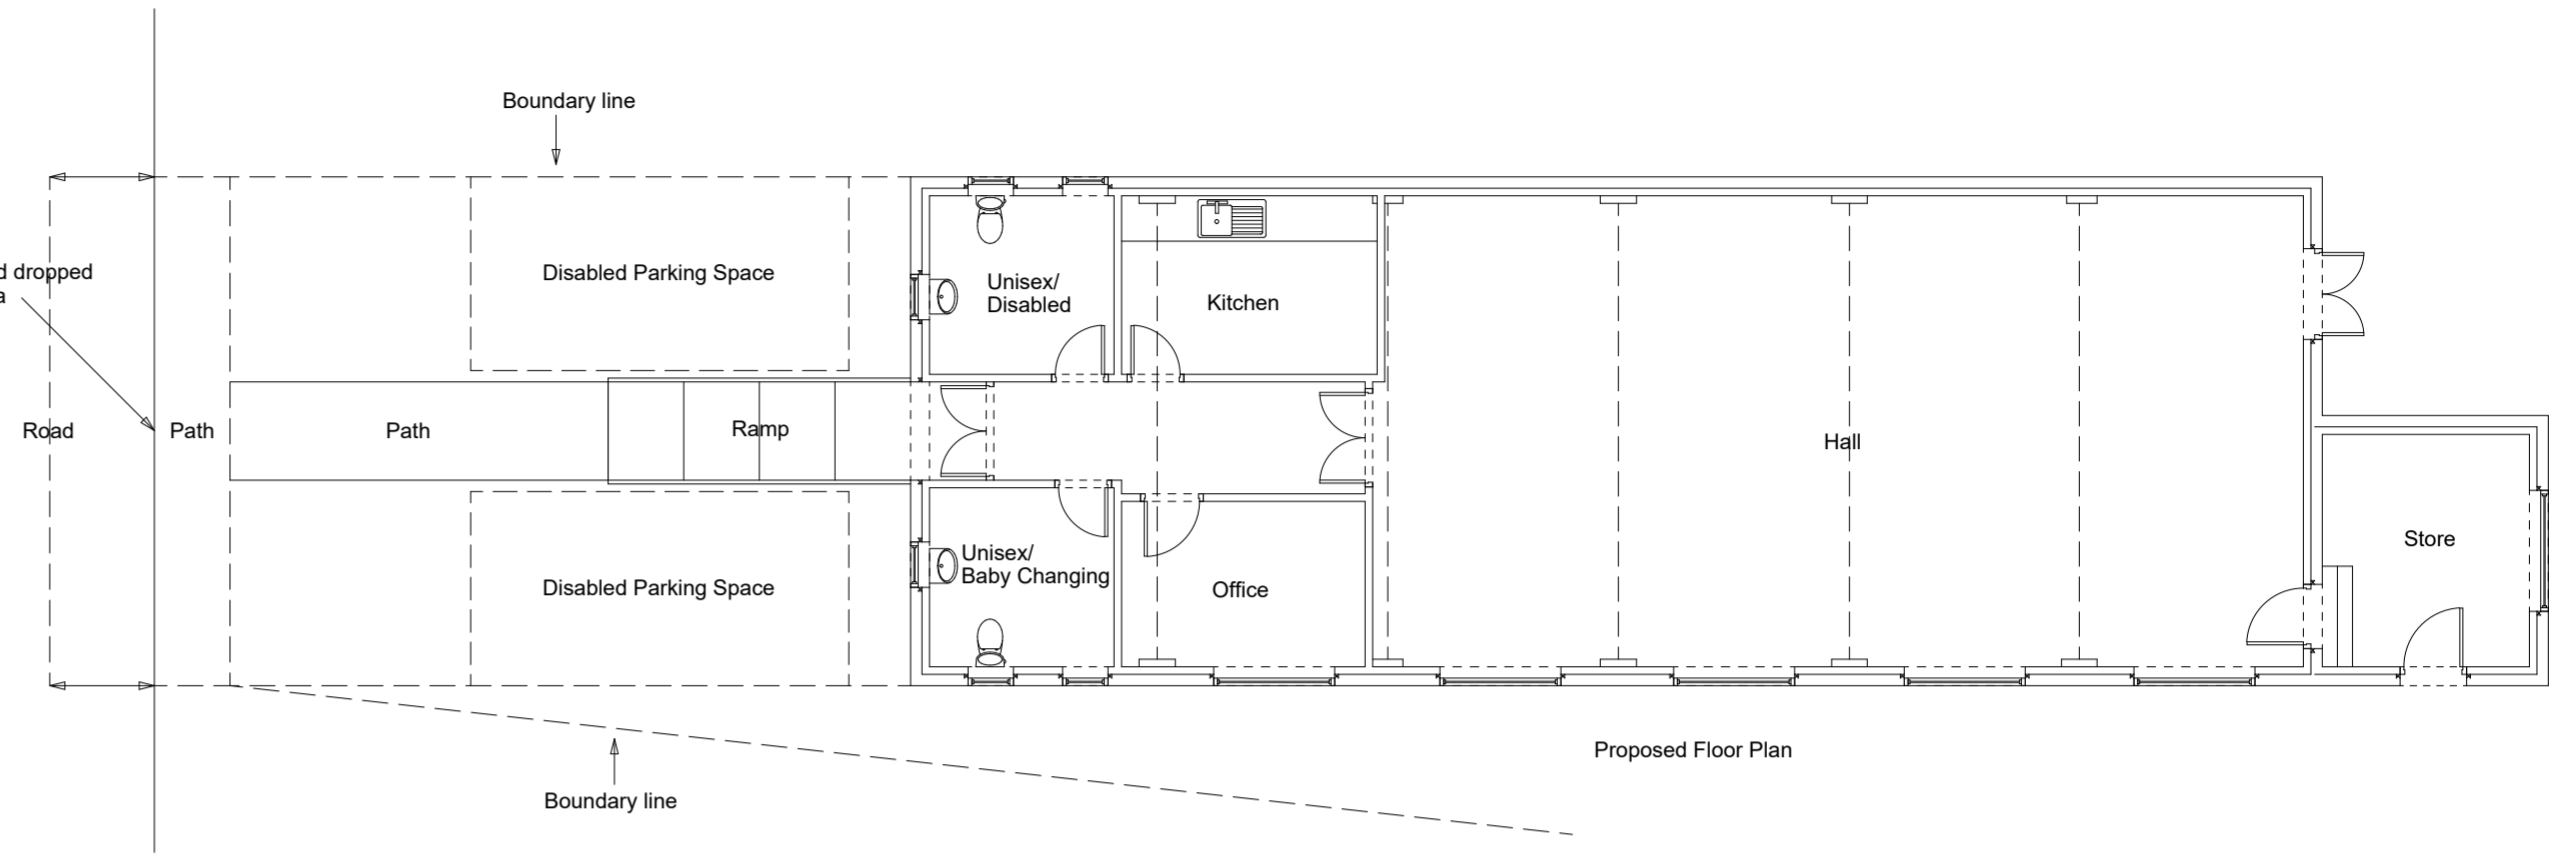 Boundary line
d dropped
a
Disabled Parking Space
Unisex/
Disabled
Kitchen
Road
Path
Path
Ramp
Hall
Unisex/
Baby Changing
Disabled Parking Space
Office
Store
Proposed Floor Plan
Boundary line